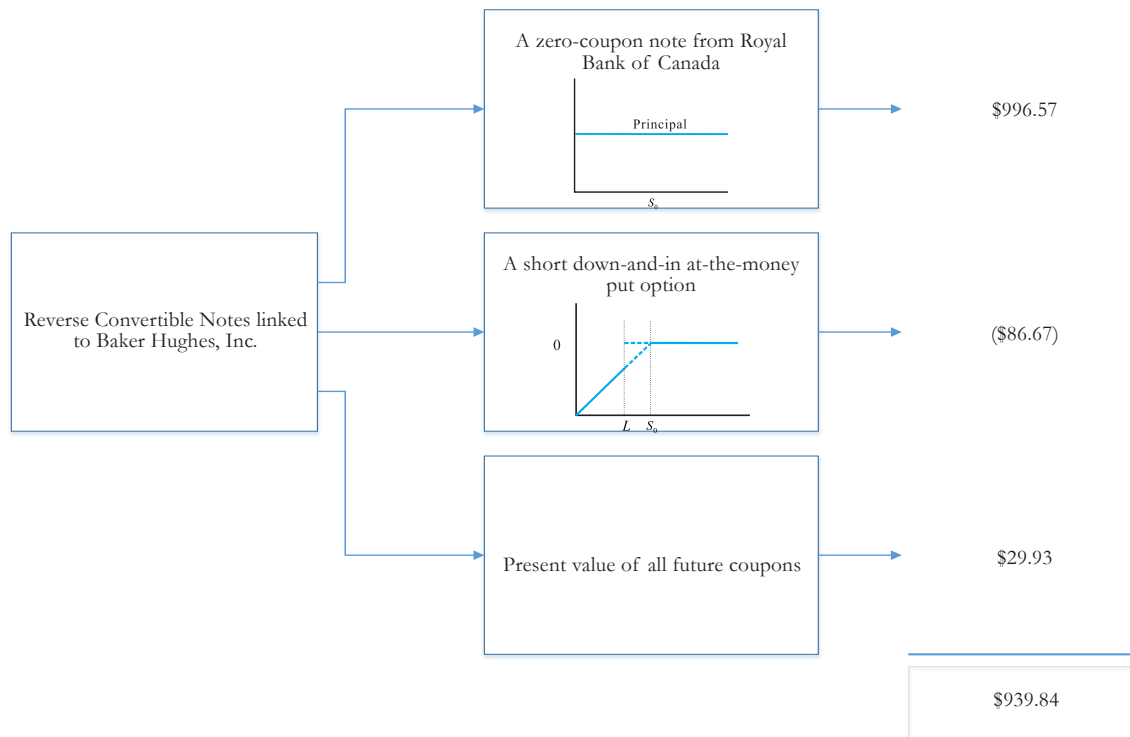 A zero-coupon note from Royal
Bank of Canada
Principal
S₀
$996.57
Reverse Convertible Notes linked
to Baker Hughes, Inc.
A short down-and-in at-the-money
put option
0
L S₀
($86.67)
Present value of all future coupons
$29.93
$939.84